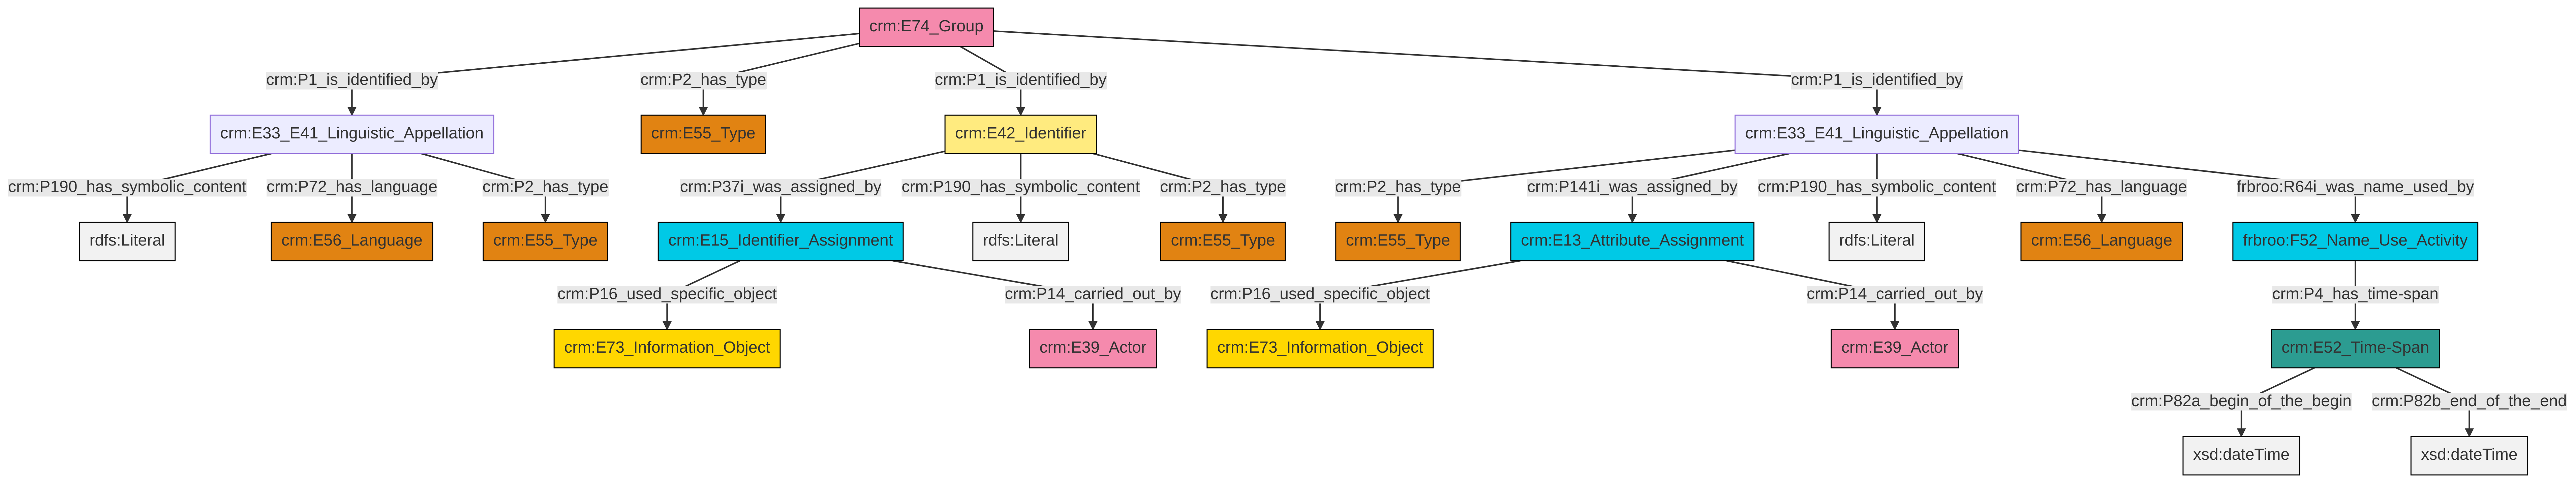 crm:E74_Group
crm:P1_is_identified_by crm:P2_has_type crm:P1_is_identified_by crm:P1_is_identified_by
crm:E33_E41_Linguistic_Appellation crm:E55_Type crm:E42_Identifier crm:E33_E41_Linguistic_Appellation
crm:P190_has_symbolic_content crm:P72_has_language crm:P2_has_type crm:P37i_was_assigned_by crm:P190_has_symbolic_content crm:P2_has_type crm:P2_has_type crm:P141i_was_assigned_by crm:P190_has_symbolic_content crm:P72_has_language frbroo:R64i_was_name_used_by
rdfs:Literal crm:E56_Language crm:E55_Type crm:E15_Identifier_Assignment rdfs:Literal crm:E55_Type crm:E55_Type crm:E13_Attribute_Assignment rdfs:Literal crm:E56_Language frbroo:F52_Name_Use_Activity
crm:P16_used_specific_object crm:P14_carried_out_by crm:P16_used_specific_object crm:P14_carried_out_by crm:P4_has_time-span
crm:E73_Information_Object crm:E39_Actor crm:E73_Information_Object crm:E39_Actor crm:E52_Time-Span
crm:P82a_begin_of_the_begin crm:P82b_end_of_the_end
xsd:dateTime xsd:dateTime